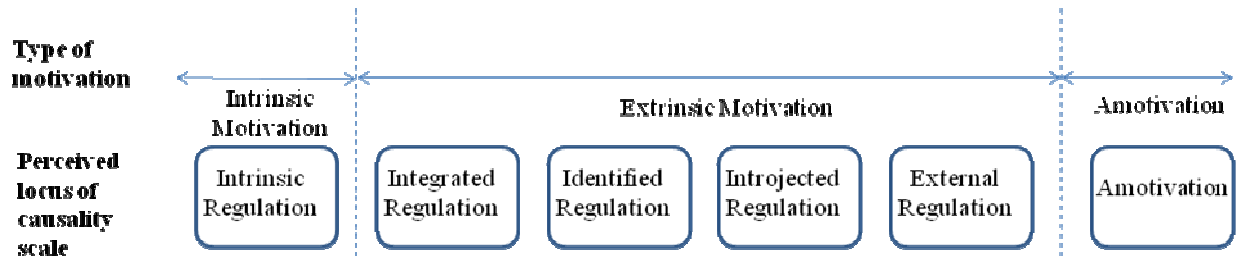 Type of
motivation
Intrinsic
Motivation
Extrinsic Motivation
Amotivation
Perceived
locus of
causality
scale
Intrinsic
Regulation
Integrated
Regulation
Identified
Regulation
Introjected
Regulation
External
Regulation
Amotivation